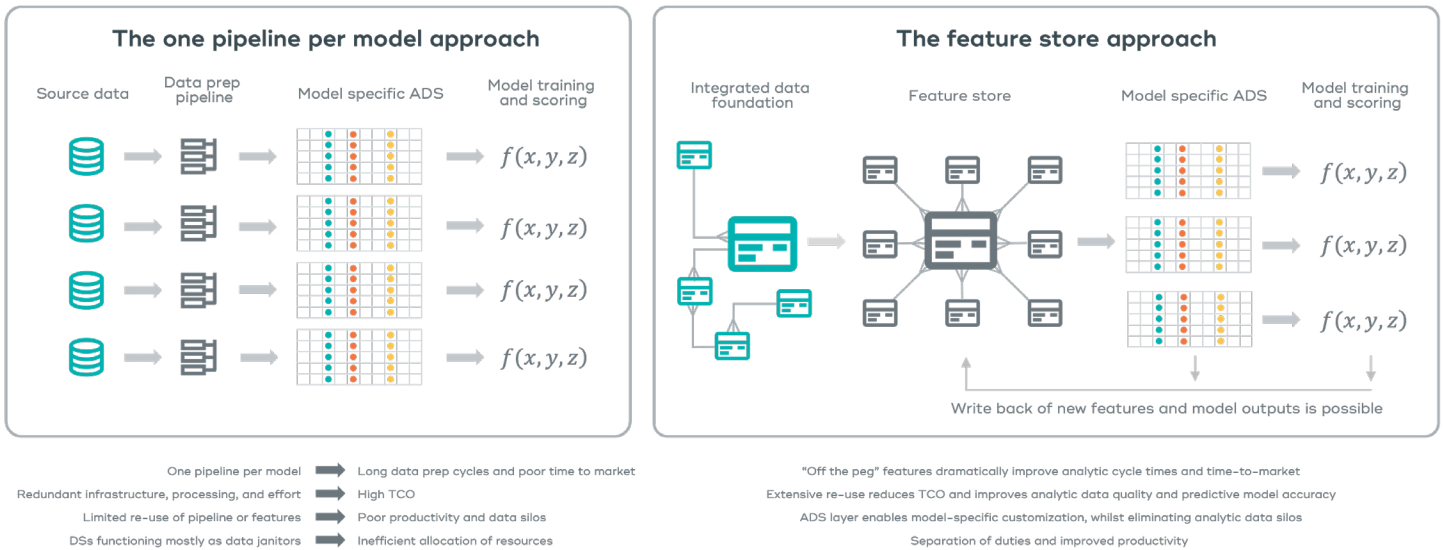 The one pipeline per model approach
Source data
Data prep
pipeline
Model specific ADS
Model training
and scoring
f(x, y, z)
f(x, y, z)
f(x, y, z)
f(x, y, z)
The feature store approach
Integrated data
foundation
Feature store
Model specific ADS
Model training
and scoring
f(x, y, z)
f(x, y, z)
f(x, y, z)
Write back of new features and model outputs is possible
One pipeline per model
Long data prep cycles and poor time to market
Redundant infrastructure, processing, and effort
High TCO
Limited re-use of pipeline or features
Poor productivity and data silos
DSs functioning mostly as data janitors
Inefficient allocation of resources
“Off the peg” features dramatically improve analytic cycle times and time-to-market
Extensive re-use reduces TCO and improves analytic data quality and predictive model accuracy
ADS layer enables model-specific customization, whilst eliminating analytic data silos
Separation of duties and improved productivity